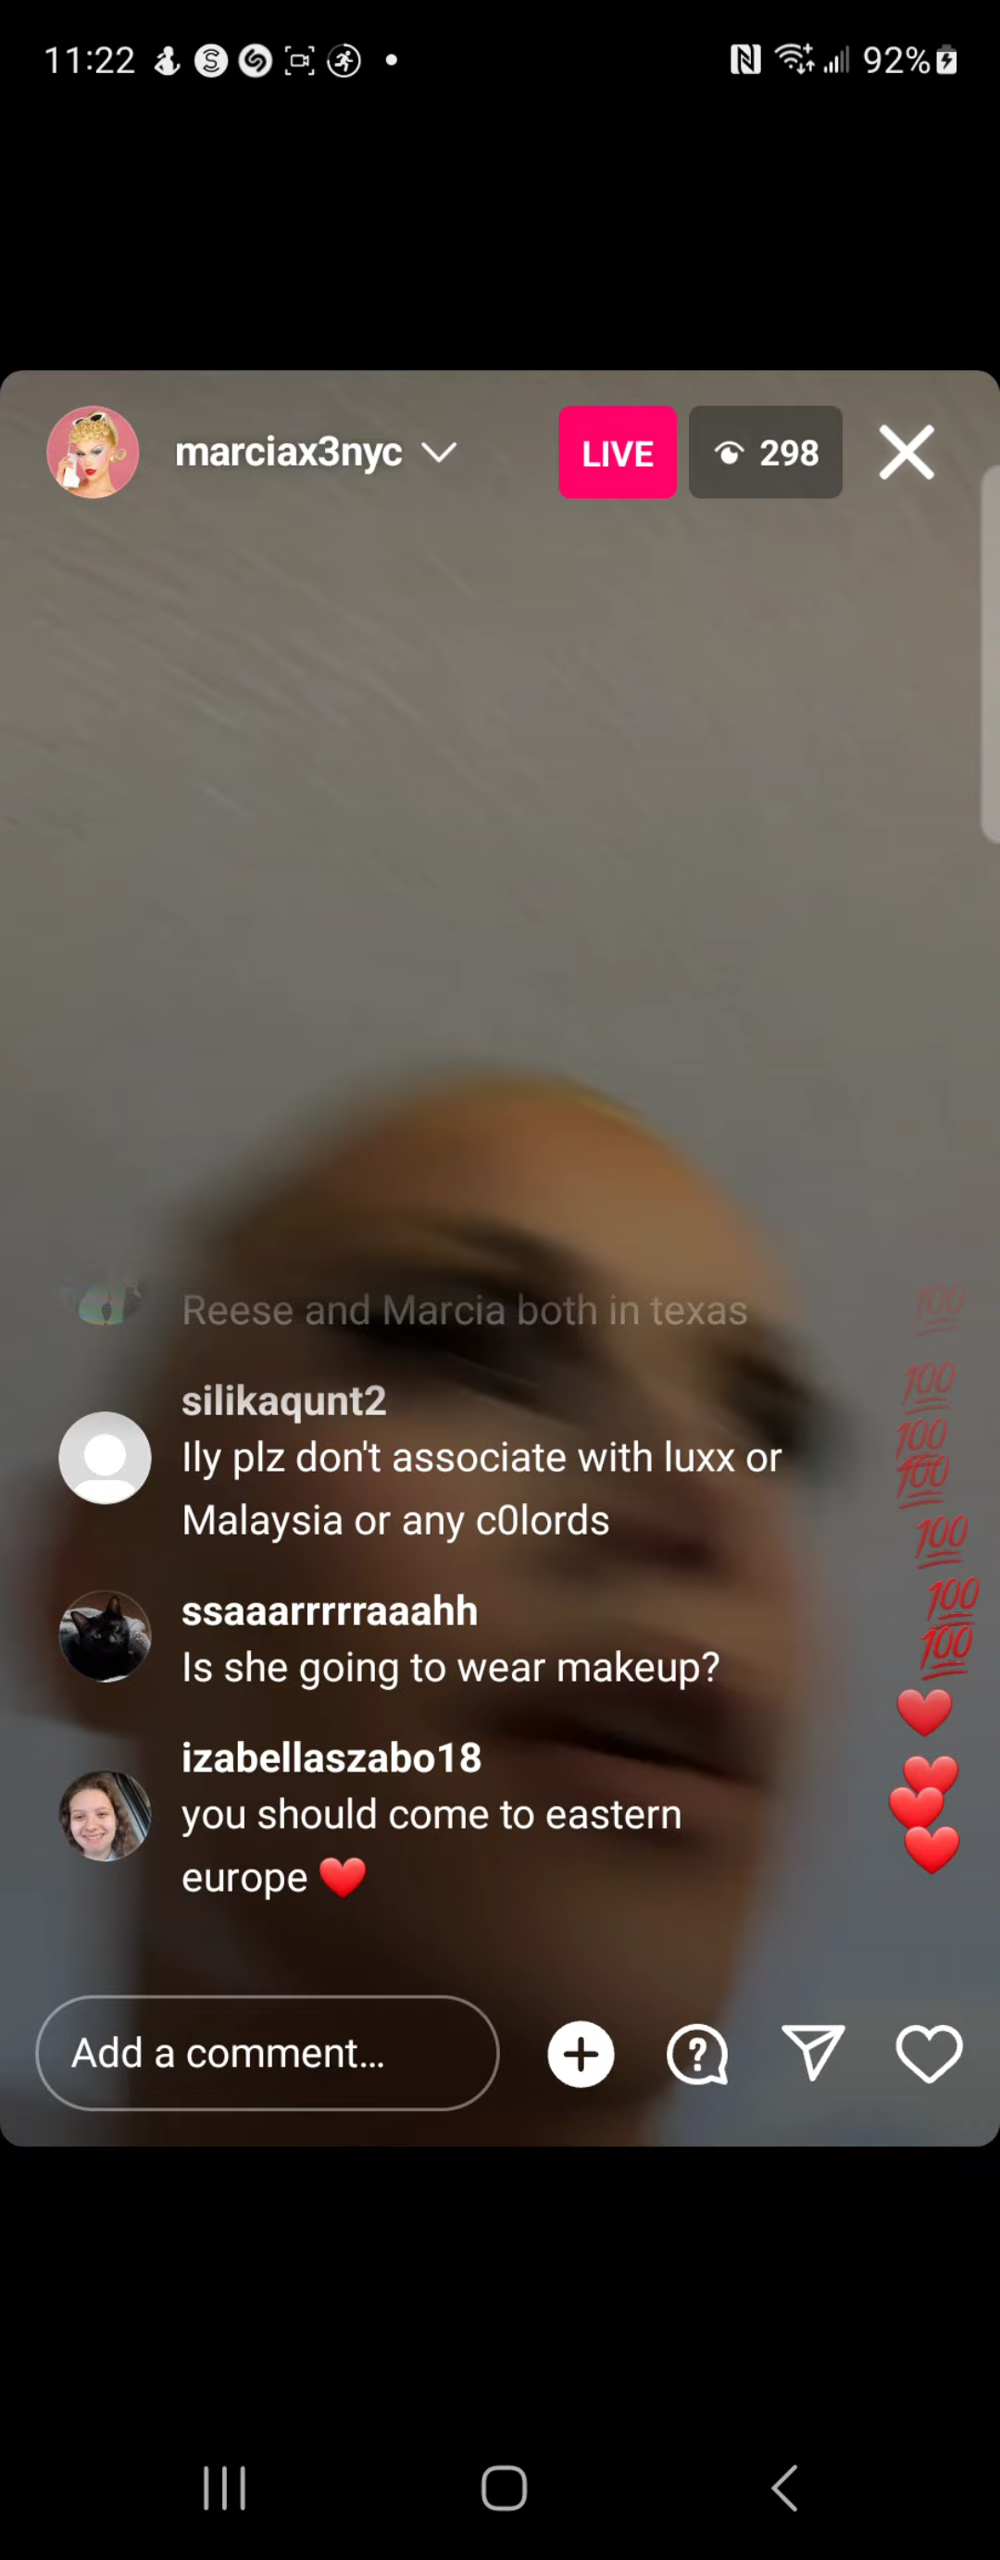 11:22
92%
marciax3nyc
LIVE
298
Reese and Marcia both in texas
silikaqunt2
Ily plz don't associate with luxx or
Malaysia or any c0lords
ssaaarrrrraaahh
Is she going to wear makeup?
izabellaszabo18
you should come to eastern
europe ❤️
Add a comment...